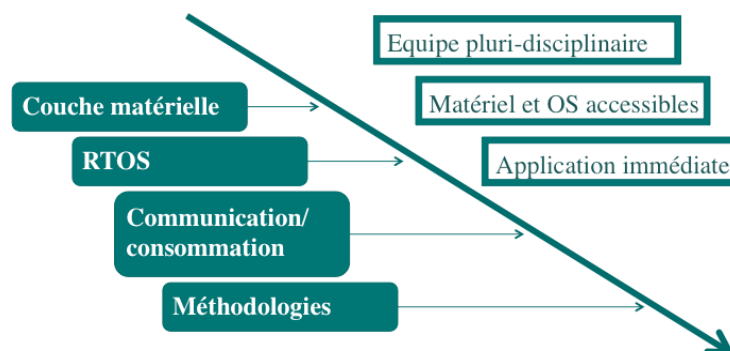 Equipe pluri-disciplinaire
Couche matérielle
Matériel et OS accessibles
RTOS
Application immédiate
Communication/
consommation
Méthodologies